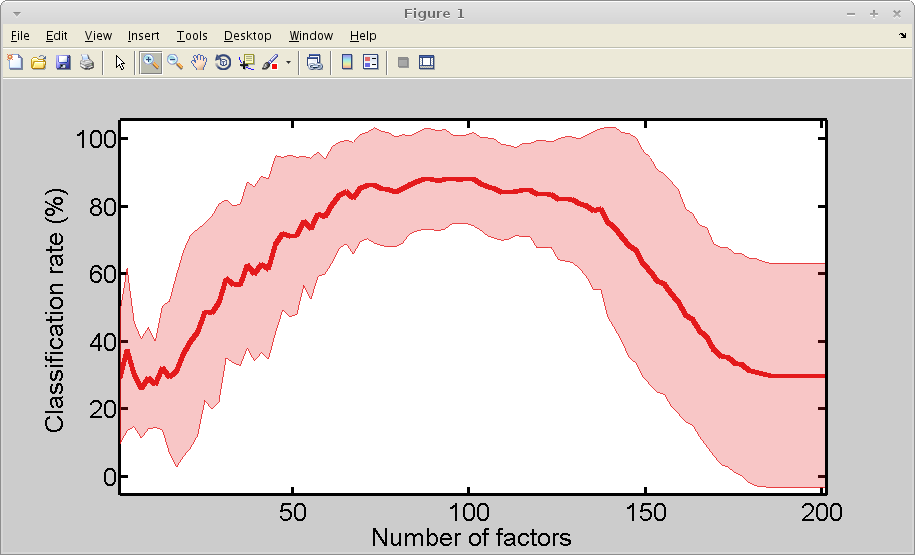 Figure 1
File Edit View Insert Tools Desktop Window Help
100
80
60
40
20
0
Classification rate (%)
50 100 150 200
Number of factors